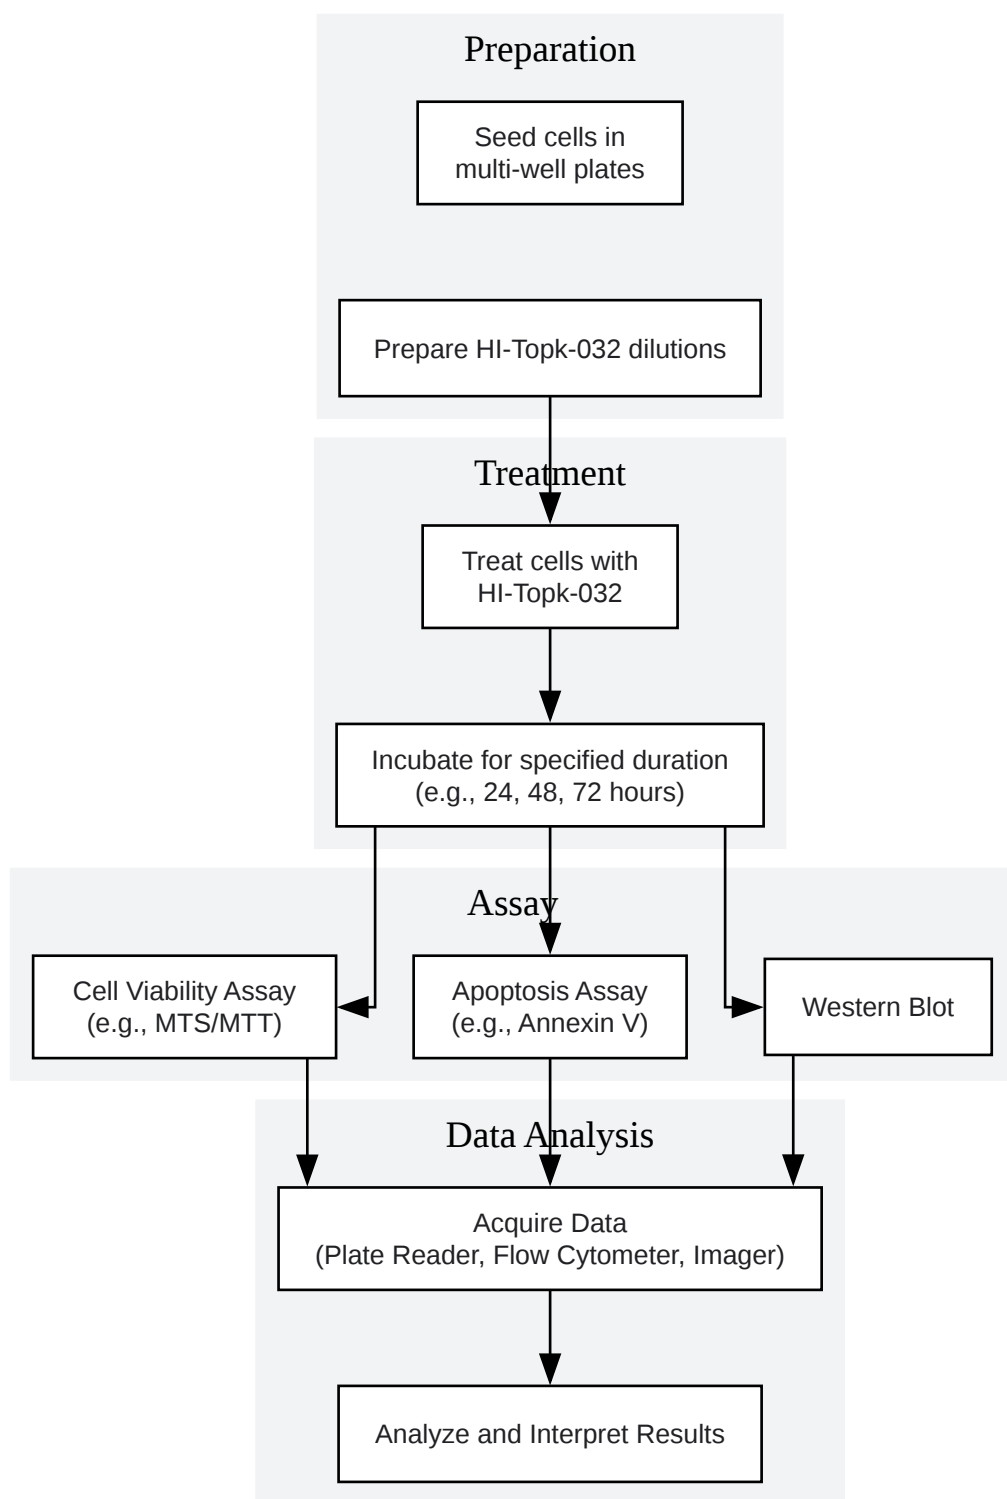 Preparation
Seed cells in
multi-well plates
Prepare HI-Topk-032 dilutions
Treatment
Treat cells with
HI-Topk-032
Incubate for specified duration
(e.g., 24, 48, 72 hours)
Assay
Cell Viability Assay
(e.g., MTS/MTT)
Apoptosis Assay
(e.g., Annexin V)
Western Blot
Data Analysis
Acquire Data
(Plate Reader, Flow Cytometer, Imager)
Analyze and Interpret Results